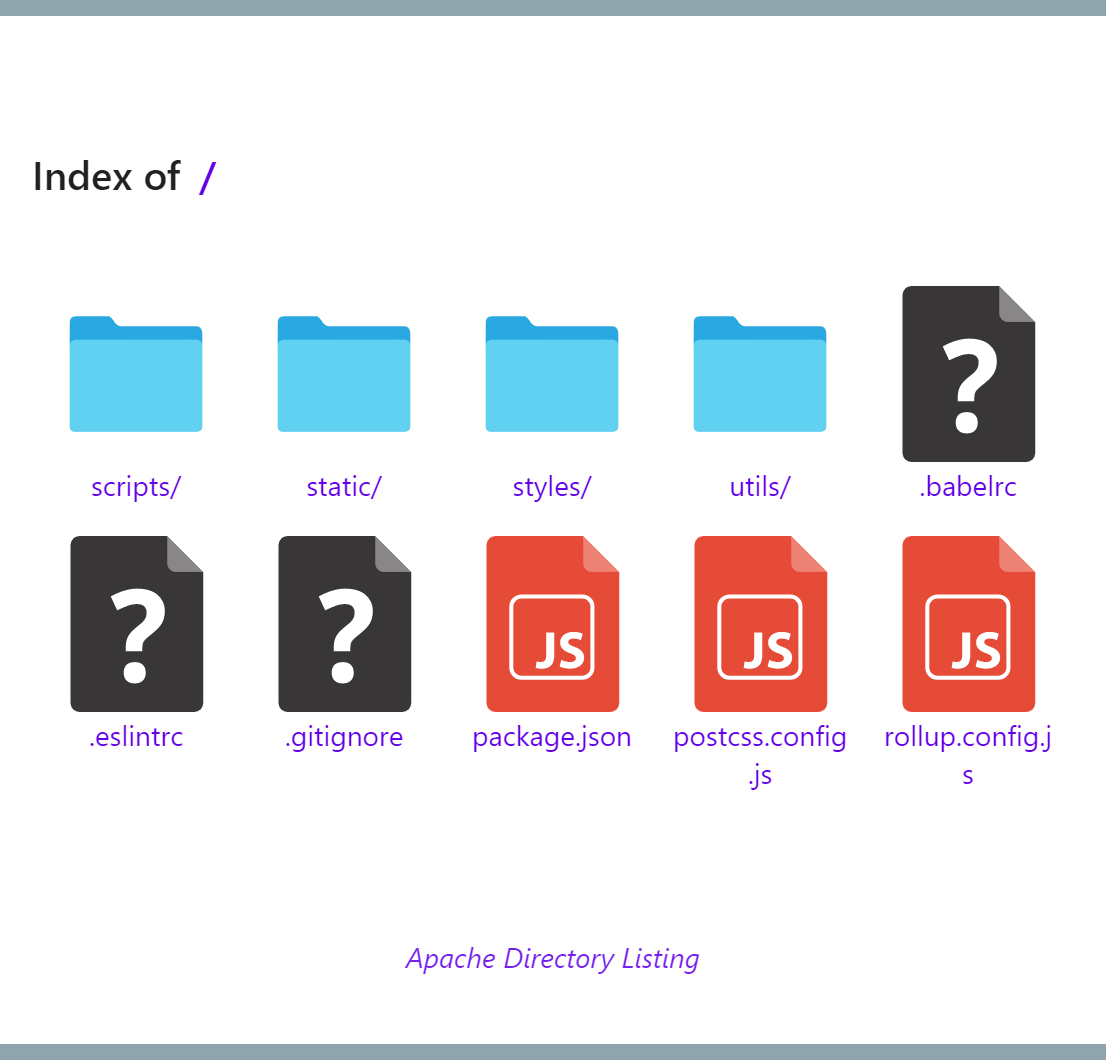 Index of /
scripts/
static/
styles/
utils/
?
.babelrc
?
?
JS
JS
JS
.eslintrc
.gitignore
package.json
postcss.config
.js
rollup.config.j
s
Apache Directory Listing